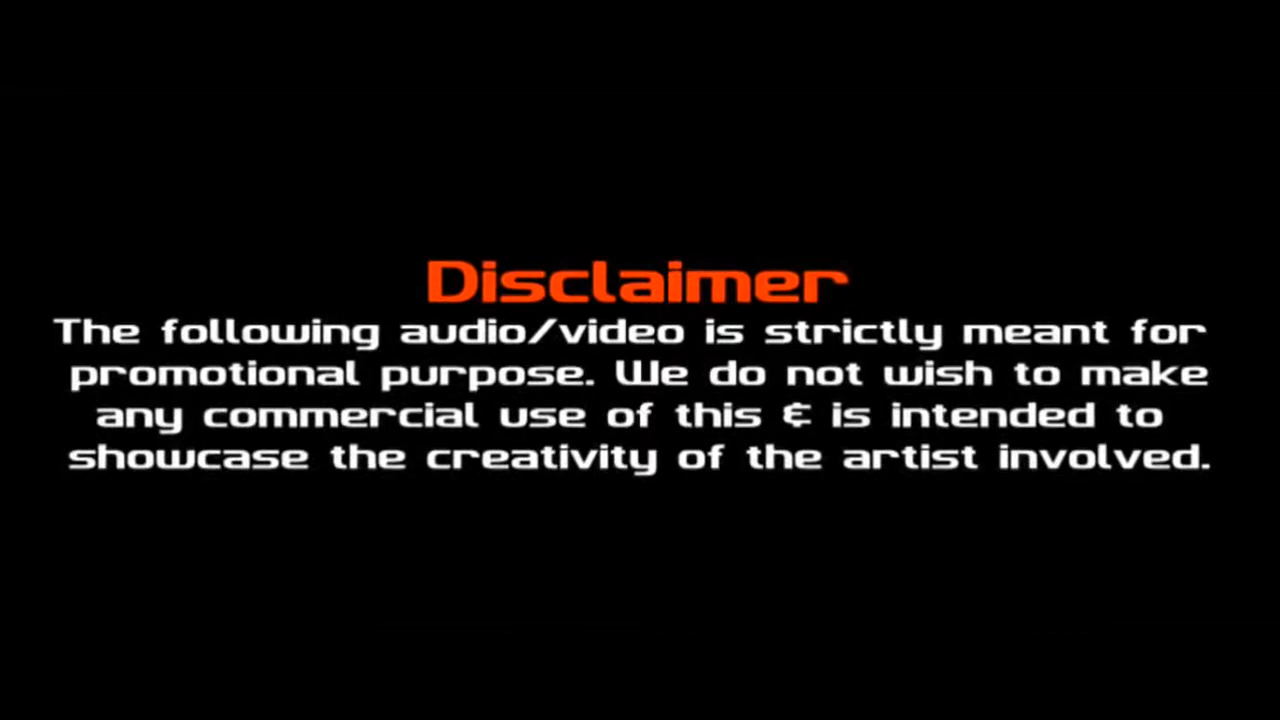 Disclaimer
The following audio/video is strictly meant for
promotional purpose. We do not wish to make
any commercial use of this & is intended to
showcase the creativity of the artist involved.